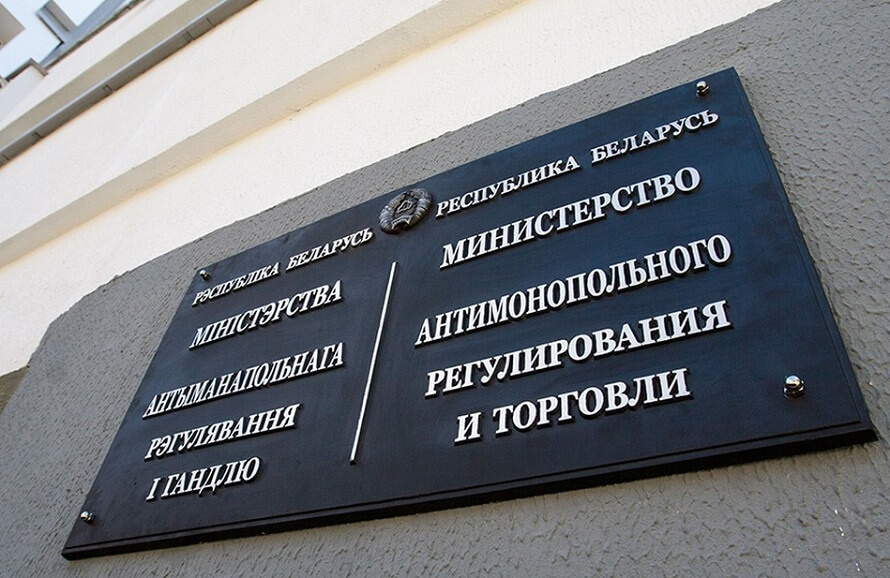 РЭСПУБЛІКА БЕЛАРУСЬ
МІНІСТЭРСТВА
АНТЫМАНАПОЛЬНАГА
РЭГУЛЯВАННЯ
І ГАНДЛЮ
РЕСПУБЛИКА БЕЛАРУСЬ
МИНИСТЕРСТВО
АНТИМОНОПОЛЬНОГО
РЕГУЛИРОВАНИЯ
И ТОРГОВЛИ